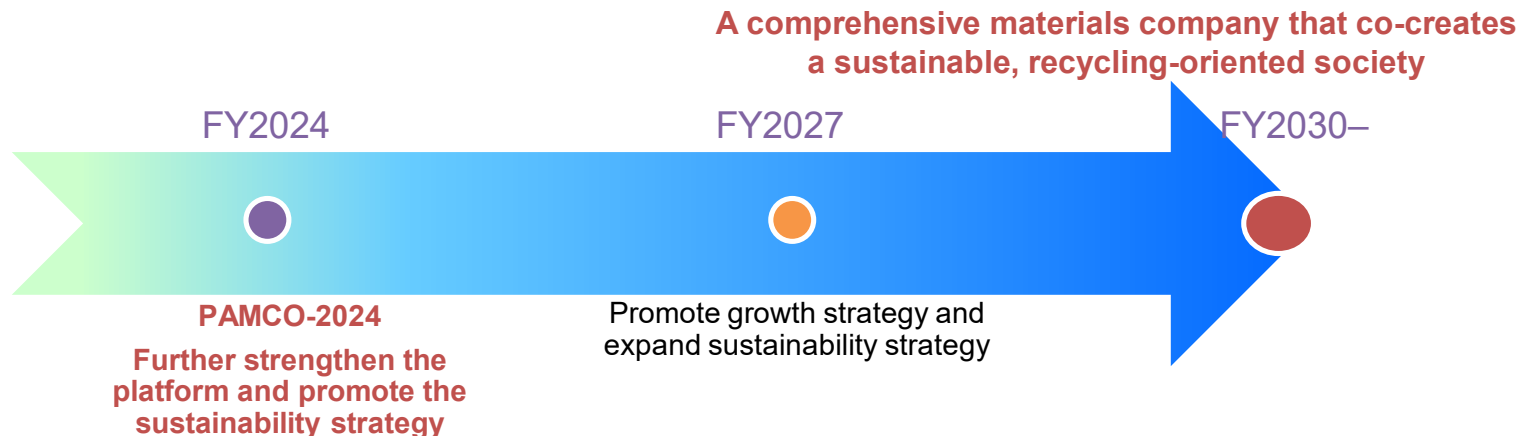 A comprehensive materials company that co-creates
a sustainable, recycling-oriented society
FY2024
FY2027
FY2030–
PAMCO-2024
Further strengthen the
platform and promote the
sustainability strategy
Promote growth strategy and
expand sustainability strategy